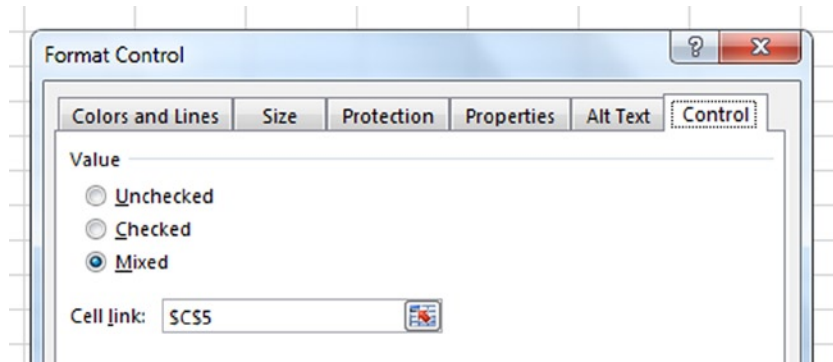 Format Control
?
X
Colors and Lines Size Protection Properties Alt Text Control
Value
Unchecked
Checked
Mixed
Cell link: $C$5